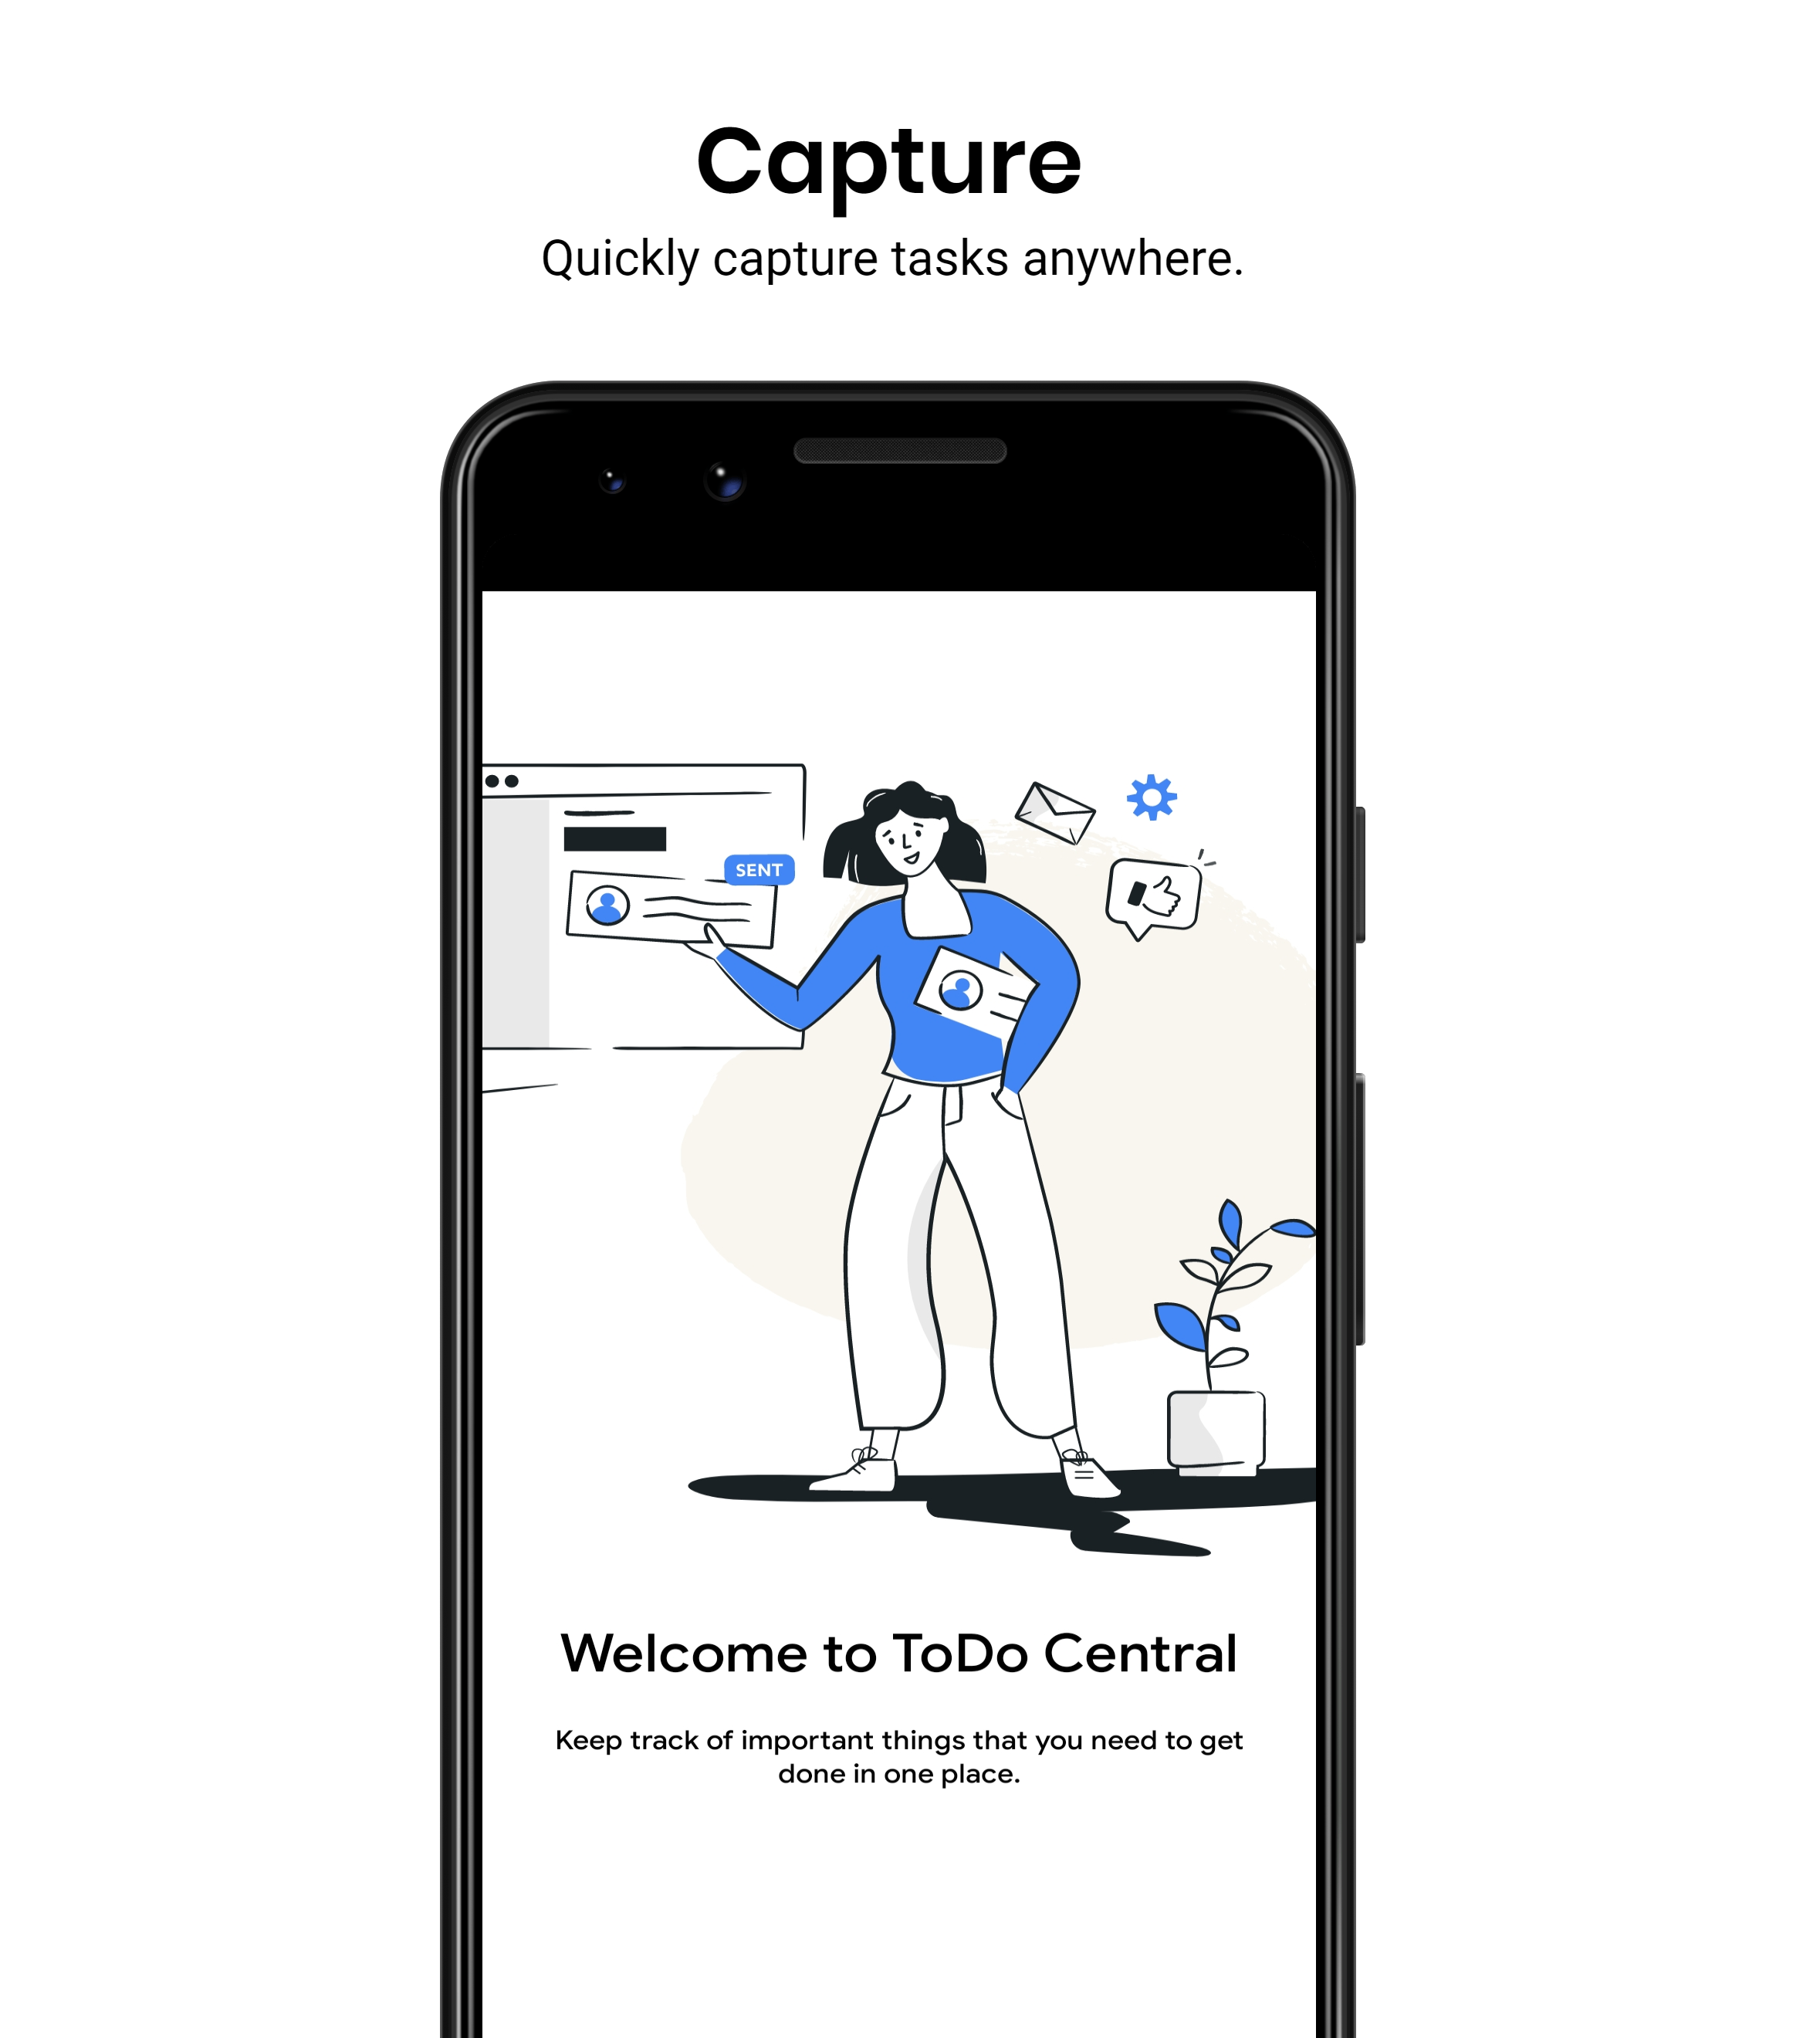 Capture
Quickly capture tasks anywhere.
SENT
Welcome to ToDo Central
Keep track of important things that you need to get
done in one place.